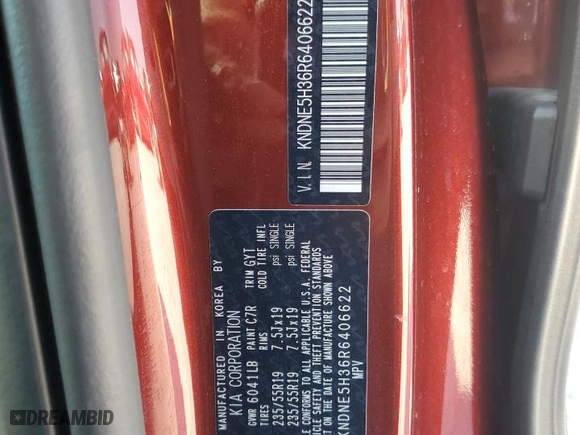 V.I.N KNDNE5H36R6406622
MANUFACTURED IN KOREA BY
KIA CORPORATION
GVWR 6041LB PAINT C7R TRIM GYT
TIRES RIMS COLD TIRE INFL
235/55R19 7.5Jx19 psi SINGLE
235/55R19 7.5Jx19 psi SINGLE
CONFORMS TO ALL APPLICABLE U.S.A. FEDERAL
VEHICLE SAFETY AND THEFT PREVENTION STANDARDS
ON THE DATE OF MANUFACTURE SHOWN ABOVE
KNDNE5H36R6406622
MPV
DREAMBID